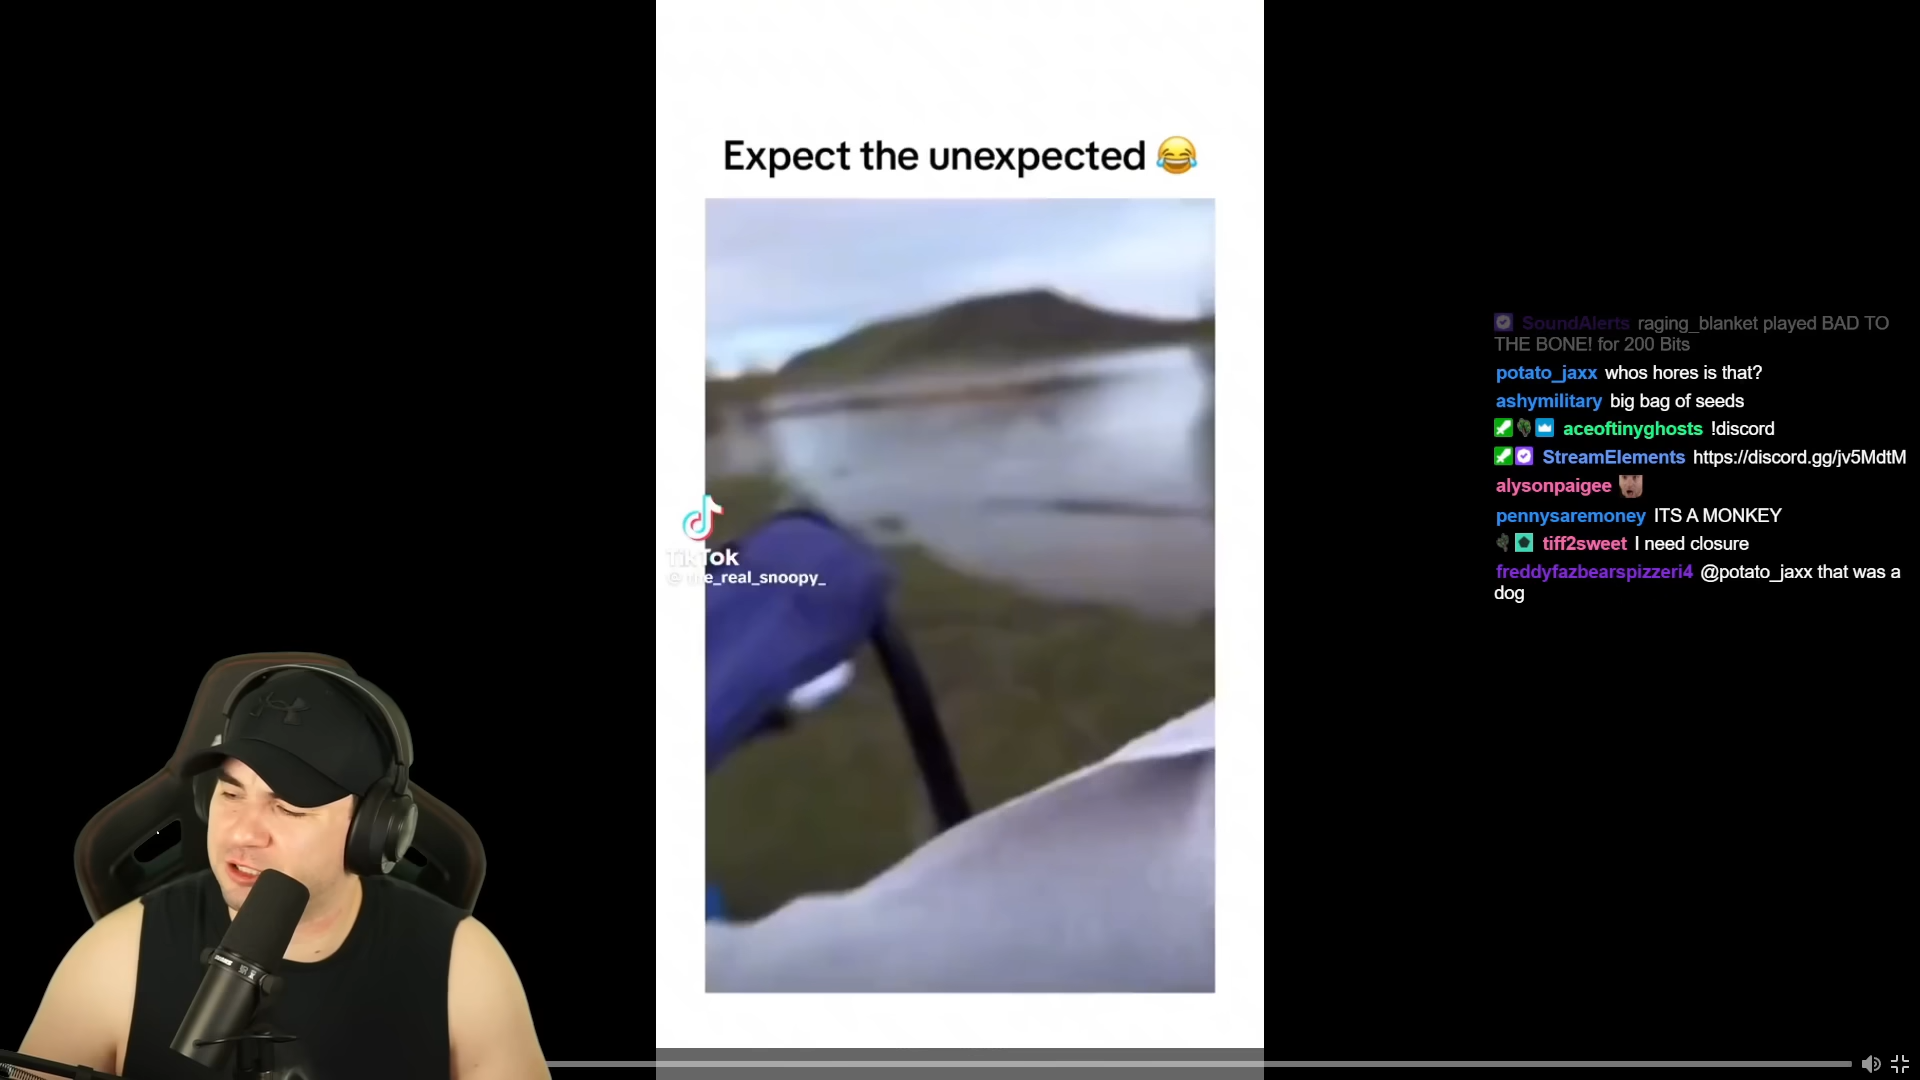 Expect the unexpected 😂
TikTok
SoundAlerts raging_blanket played BAD TO
THE BONE! for 200 Bits
potato_jaxx whos hores is that?
ashymilitary big bag of seeds
aceoftinyghosts !discord
StreamElements https://discord.gg/jv5MdtM
alysonpaigee
pennysaremoney ITS A MONKEY
tiff2sweet I need closure
freddyfazbearspizzeri4 @potato_jaxx that was a
dog